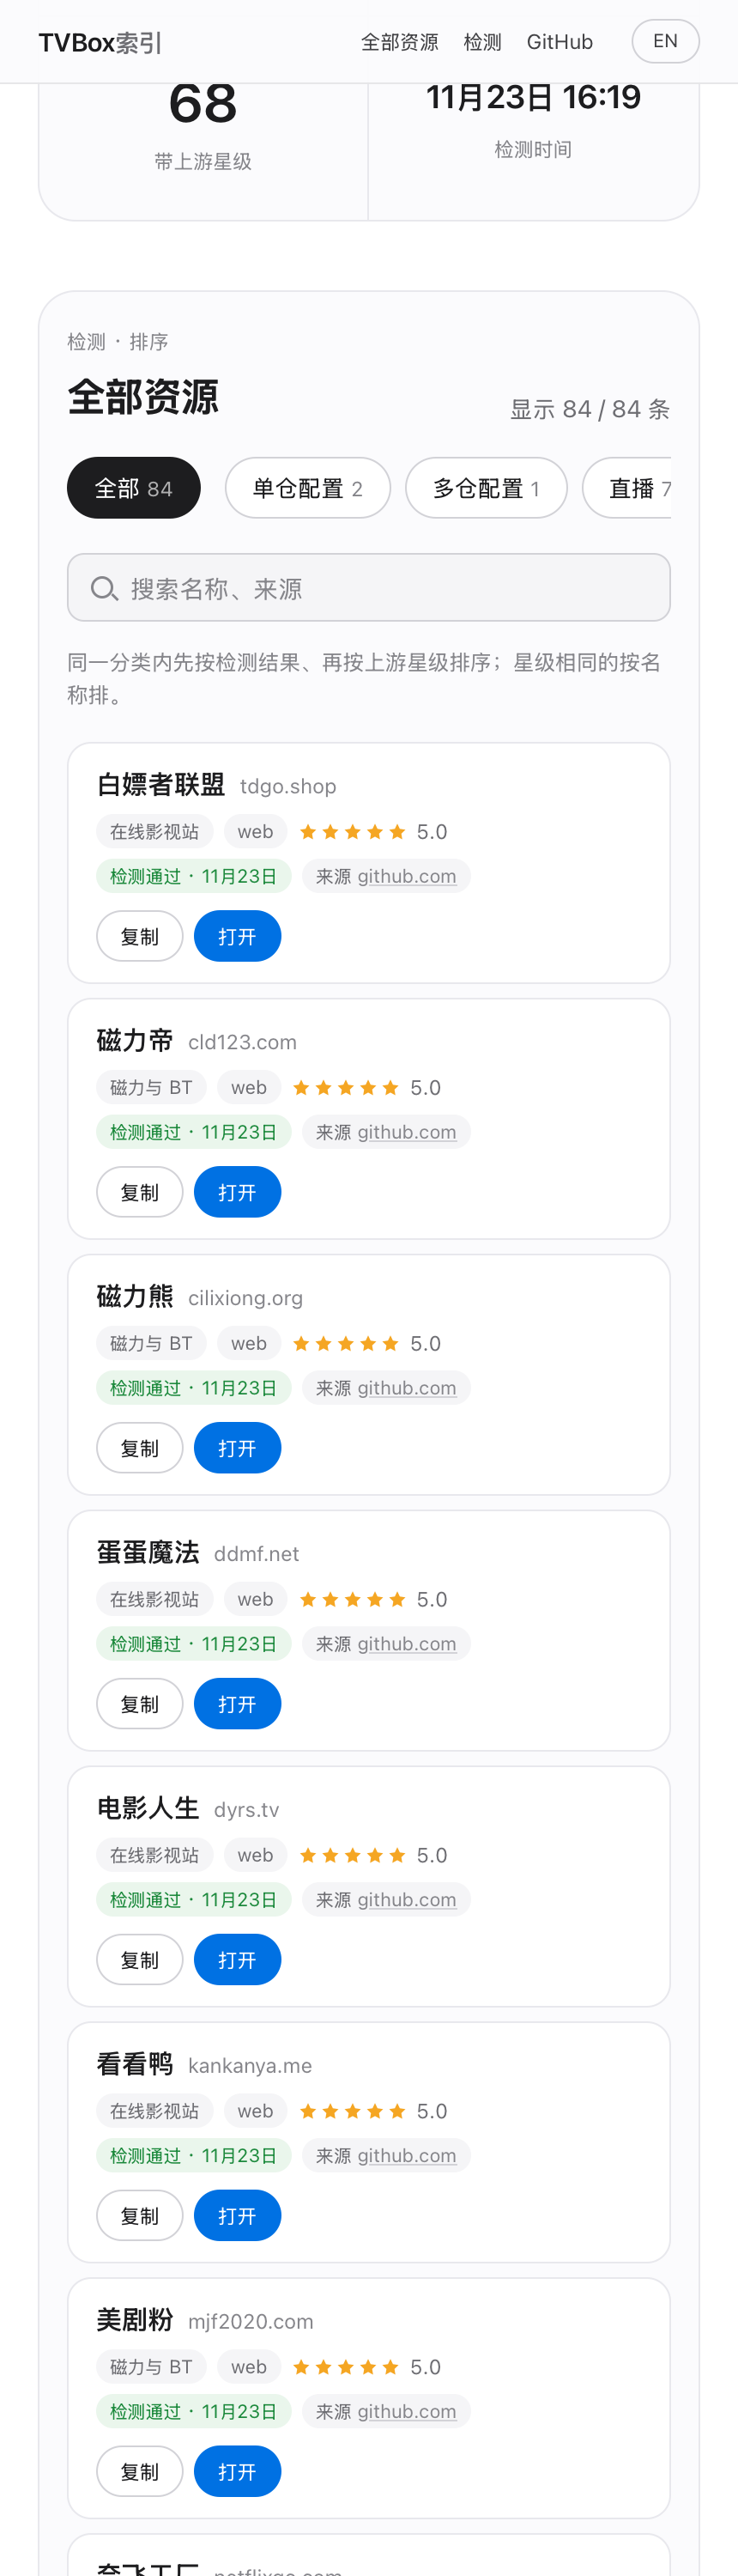 TVBox索引 全部资源 检测 GitHub EN
68 11月23日 16:19
带上游星级 检测时间
检测 · 排序
全部资源 显示 84 / 84 条
全部 84 单仓配置 2 多仓配置 1 直播 7
搜索名称、来源
同一分类内先按检测结果、再按上游星级排序；星级相同的按名
称排。
白嫖者联盟 tdgo.shop
在线影视站 web ★★★★★ 5.0
检测通过 · 11月23日 来源 github.com
复制 打开
磁力帝 cld123.com
磁力与 BT web ★★★★★ 5.0
检测通过 · 11月23日 来源 github.com
复制 打开
磁力熊 cilixiong.org
磁力与 BT web ★★★★★ 5.0
检测通过 · 11月23日 来源 github.com
复制 打开
蛋蛋魔法 ddmf.net
在线影视站 web ★★★★★ 5.0
检测通过 · 11月23日 来源 github.com
复制 打开
电影人生 dyrs.tv
在线影视站 web ★★★★★ 5.0
检测通过 · 11月23日 来源 github.com
复制 打开
看看鸭 kankanya.me
在线影视站 web ★★★★★ 5.0
检测通过 · 11月23日 来源 github.com
复制 打开
美剧粉 mjf2020.com
磁力与 BT web ★★★★★ 5.0
检测通过 · 11月23日 来源 github.com
复制 打开